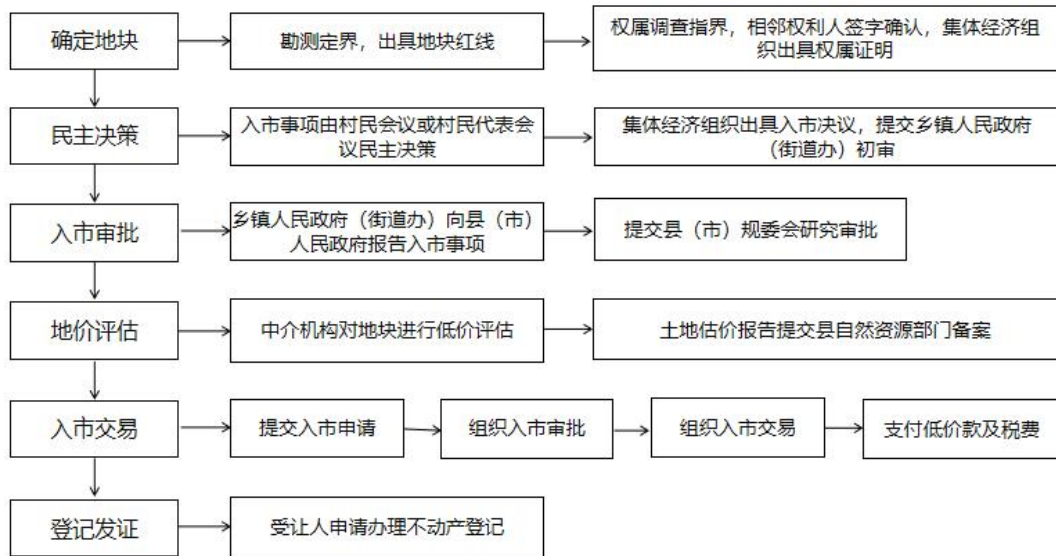 确定地块
勘测定界，出具地块红线
权属调查指界，相邻权利人签字确认，集体经济组
织出具权属证明
民主决策
入市事项由村民会议或村民代表会
议民主决策
集体经济组织出具入市决议，提交乡镇人民政府
（街道办）初审
入市审批
乡镇人民政府（街道办）向县（市）
人民政府报告入市事项
提交县（市）规委会研究审批
地价评估
中介机构对地块进行低价评估
土地估价报告提交县自然资源部门备案
入市交易
提交入市申请
组织入市审批
组织入市交易
支付低价款及税费
登记发证
受让人申请办理不动产登记